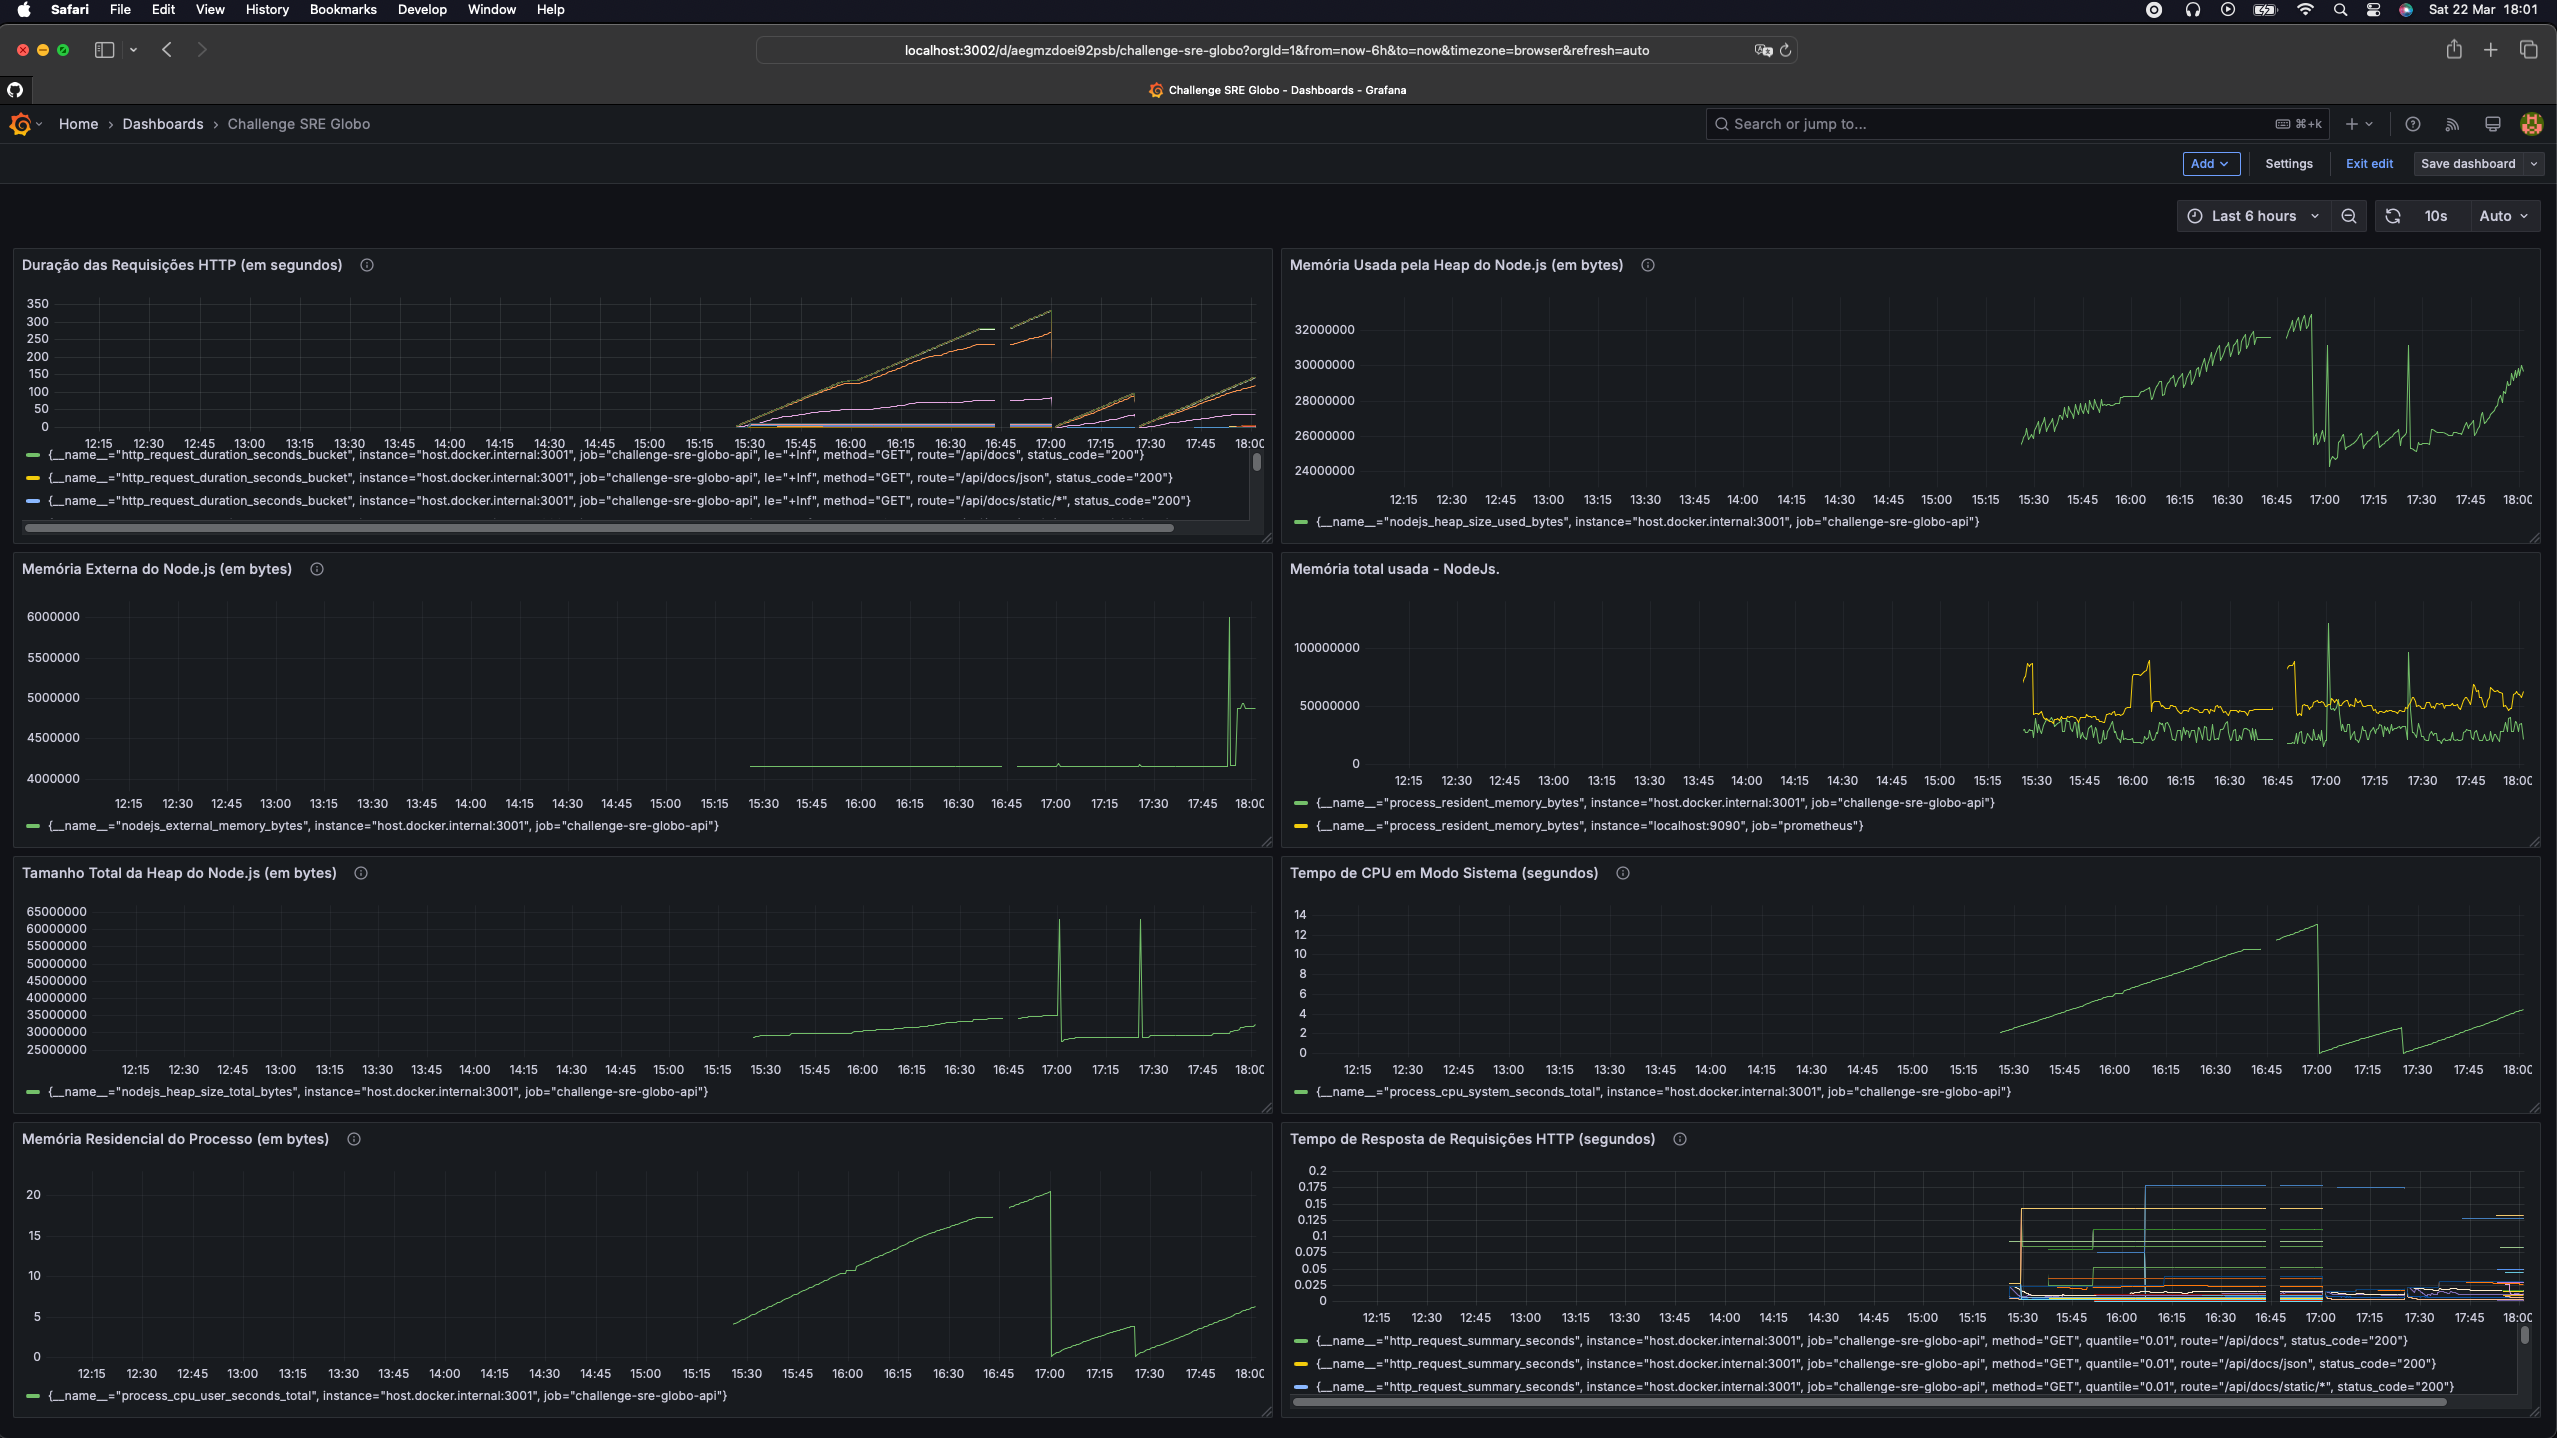 Safari File Edit View History Bookmarks Develop Window Help Sat 22 Mar 18:01
localhost:3002/d/aegmzdoei92psb/challenge-sre-globo?orgId=1&from=now-6h&to=now&timezone=browser&refresh=auto
Challenge SRE Globo - Dashboards - Grafana
Home › Dashboards › Challenge SRE Globo Search or jump to... ⌘+k
Add Settings Exit edit Save dashboard
Last 6 hours 10s Auto
Duração das Requisições HTTP (em segundos)
350
300
250
200
150
100
50
0
12:15 12:30 12:45 13:00 13:15 13:30 13:45 14:00 14:15 14:30 14:45 15:00 15:15 15:30 15:45 16:00 16:15 16:30 16:45 17:00 17:15 17:30 17:45 18:00
{__name__="http_request_duration_seconds_bucket", instance="host.docker.internal:3001", job="challenge-sre-globo-api", le="+Inf", method="GET", route="/api/docs", status_code="200"}
{__name__="http_request_duration_seconds_bucket", instance="host.docker.internal:3001", job="challenge-sre-globo-api", le="+Inf", method="GET", route="/api/docs/json", status_code="200"}
{__name__="http_request_duration_seconds_bucket", instance="host.docker.internal:3001", job="challenge-sre-globo-api", le="+Inf", method="GET", route="/api/docs/static/*", status_code="200"}
Memória Usada pela Heap do Node.js (em bytes)
32000000
30000000
28000000
26000000
24000000
12:15 12:30 12:45 13:00 13:15 13:30 13:45 14:00 14:15 14:30 14:45 15:00 15:15 15:30 15:45 16:00 16:15 16:30 16:45 17:00 17:15 17:30 17:45 18:00
{__name__="nodejs_heap_size_used_bytes", instance="host.docker.internal:3001", job="challenge-sre-globo-api"}
Memória Externa do Node.js (em bytes)
6000000
5500000
5000000
4500000
4000000
12:15 12:30 12:45 13:00 13:15 13:30 13:45 14:00 14:15 14:30 14:45 15:00 15:15 15:30 15:45 16:00 16:15 16:30 16:45 17:00 17:15 17:30 17:45 18:00
{__name__="nodejs_external_memory_bytes", instance="host.docker.internal:3001", job="challenge-sre-globo-api"}
Memória total usada - NodeJs.
100000000
50000000
0
12:15 12:30 12:45 13:00 13:15 13:30 13:45 14:00 14:15 14:30 14:45 15:00 15:15 15:30 15:45 16:00 16:15 16:30 16:45 17:00 17:15 17:30 17:45 18:00
{__name__="process_resident_memory_bytes", instance="host.docker.internal:3001", job="challenge-sre-globo-api"}
{__name__="process_resident_memory_bytes", instance="localhost:9090", job="prometheus"}
Tamanho Total da Heap do Node.js (em bytes)
65000000
60000000
55000000
50000000
45000000
40000000
35000000
30000000
25000000
12:15 12:30 12:45 13:00 13:15 13:30 13:45 14:00 14:15 14:30 14:45 15:00 15:15 15:30 15:45 16:00 16:15 16:30 16:45 17:00 17:15 17:30 17:45 18:00
{__name__="nodejs_heap_size_total_bytes", instance="host.docker.internal:3001", job="challenge-sre-globo-api"}
Tempo de CPU em Modo Sistema (segundos)
14
12
10
8
6
4
2
0
12:15 12:30 12:45 13:00 13:15 13:30 13:45 14:00 14:15 14:30 14:45 15:00 15:15 15:30 15:45 16:00 16:15 16:30 16:45 17:00 17:15 17:30 17:45 18:00
{__name__="process_cpu_system_seconds_total", instance="host.docker.internal:3001", job="challenge-sre-globo-api"}
Memória Residencial do Processo (em bytes)
20
15
10
5
0
12:15 12:30 12:45 13:00 13:15 13:30 13:45 14:00 14:15 14:30 14:45 15:00 15:15 15:30 15:45 16:00 16:15 16:30 16:45 17:00 17:15 17:30 17:45 18:00
{__name__="process_cpu_user_seconds_total", instance="host.docker.internal:3001", job="challenge-sre-globo-api"}
Tempo de Resposta de Requisições HTTP (segundos)
0.2
0.175
0.15
0.125
0.1
0.075
0.05
0.025
0
12:15 12:30 12:45 13:00 13:15 13:30 13:45 14:00 14:15 14:30 14:45 15:00 15:15 15:30 15:45 16:00 16:15 16:30 16:45 17:00 17:15 17:30 17:45 18:00
{__name__="http_request_summary_seconds", instance="host.docker.internal:3001", job="challenge-sre-globo-api", method="GET", quantile="0.01", route="/api/docs", status_code="200"}
{__name__="http_request_summary_seconds", instance="host.docker.internal:3001", job="challenge-sre-globo-api", method="GET", quantile="0.01", route="/api/docs/json", status_code="200"}
{__name__="http_request_summary_seconds", instance="host.docker.internal:3001", job="challenge-sre-globo-api", method="GET", quantile="0.01", route="/api/docs/static/*", status_code="200"}